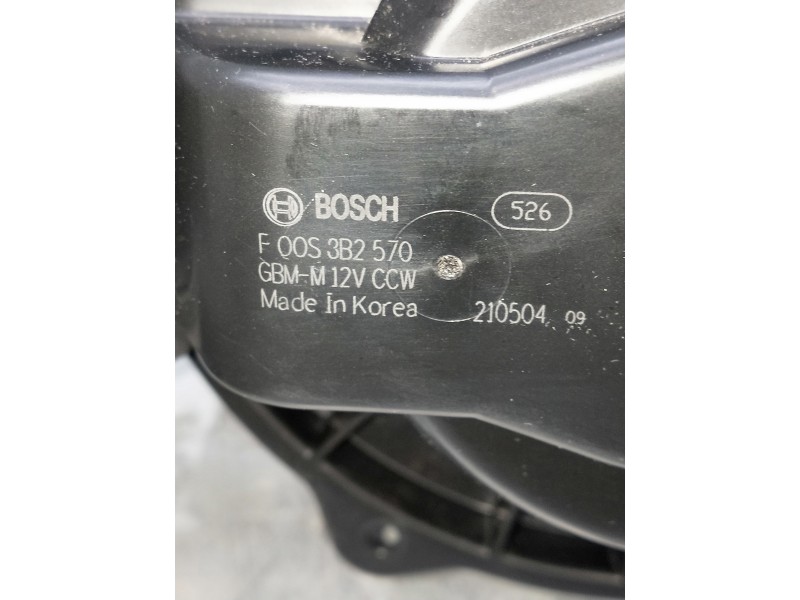 BOSCH 526
F 00S 3B2 570
GBM-M 12V CCW
Made In Korea 210504 09